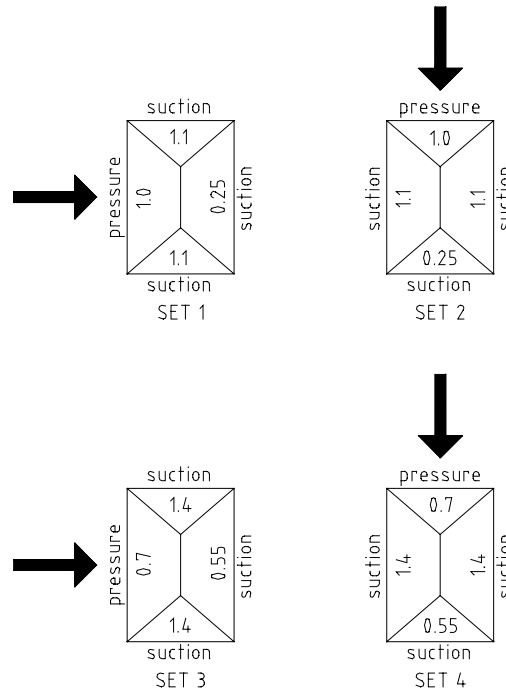 suction
1.1
pressure
1.0
0.25
suction
1.1
suction
SET 1
pressure
1.0
suction
1.1
1.1
suction
0.25
suction
SET 2
suction
1.4
pressure
0.7
0.55
suction
1.4
suction
SET 3
pressure
0.7
suction
1.4
1.4
suction
0.55
suction
SET 4